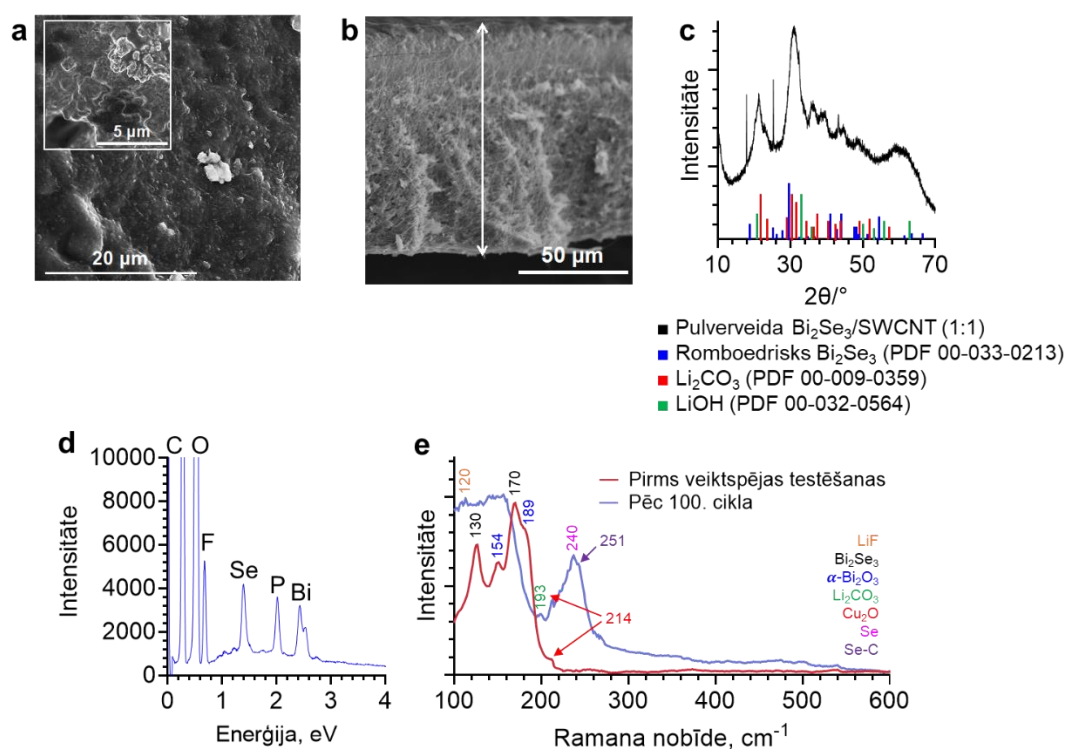 a
5 µm
20 µm
b
50 µm
c
Intensitāte
10 30 50 70
2θ/°
Pulverveida Bi₂Se₃/SWCNT (1:1)
Romboedrisks Bi₂Se₃ (PDF 00-033-0213)
Li₂CO₃ (PDF 00-009-0359)
LiOH (PDF 00-032-0564)
d
C O
10000
8000
6000
4000
2000
0
F
Se
P
Bi
Intensitāte
0 1 2 3 4
Enerģija, eV
e
Intensitāte
120
130
154
170
189
193
240
251
214
Pirms veiktspējas testēšanas
Pēc 100. cikla
LiF
Bi₂Se₃
α-Bi₂O₃
Li₂CO₃
Cu₂O
Se
Se-C
100 200 300 400 500 600
Ramana nobīde, cm⁻¹